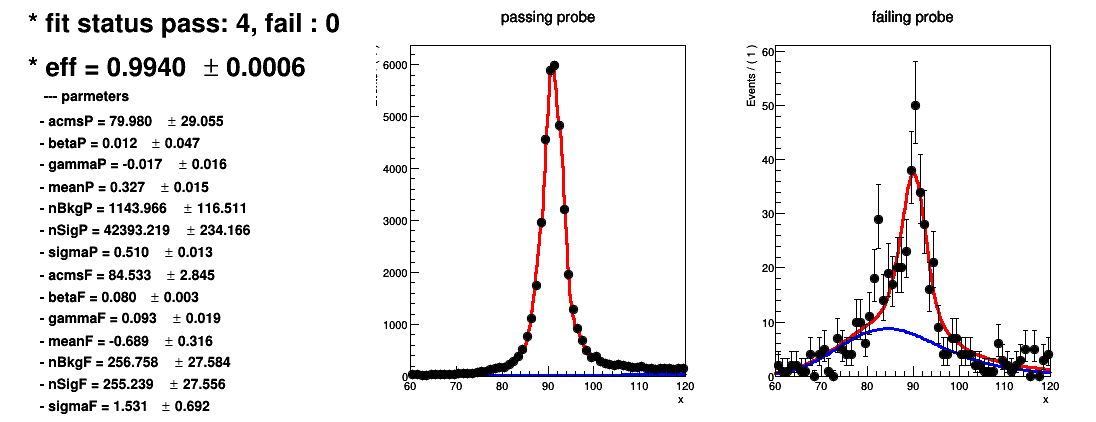 * fit status pass: 4, fail : 0
* eff = 0.9940 ± 0.0006
--- parmeters
- acmsP = 79.980 ± 29.055
- betaP = 0.012 ± 0.047
- gammaP = -0.017 ± 0.016
- meanP = 0.327 ± 0.015
- nBkgP = 1143.966 ± 116.511
- nSigP = 42393.219 ± 234.166
- sigmaP = 0.510 ± 0.013
- acmsF = 84.533 ± 2.845
- betaF = 0.080 ± 0.003
- gammaF = 0.093 ± 0.019
- meanF = -0.689 ± 0.316
- nBkgF = 256.758 ± 27.584
- nSigF = 255.239 ± 27.556
- sigmaF = 1.531 ± 0.692
passing probe
6000
5000
4000
3000
2000
1000
0
60 70 80 90 100 110 120
x
failing probe
Events / ( 1 )
60
50
40
30
20
10
0
60 70 80 90 100 110 120
x